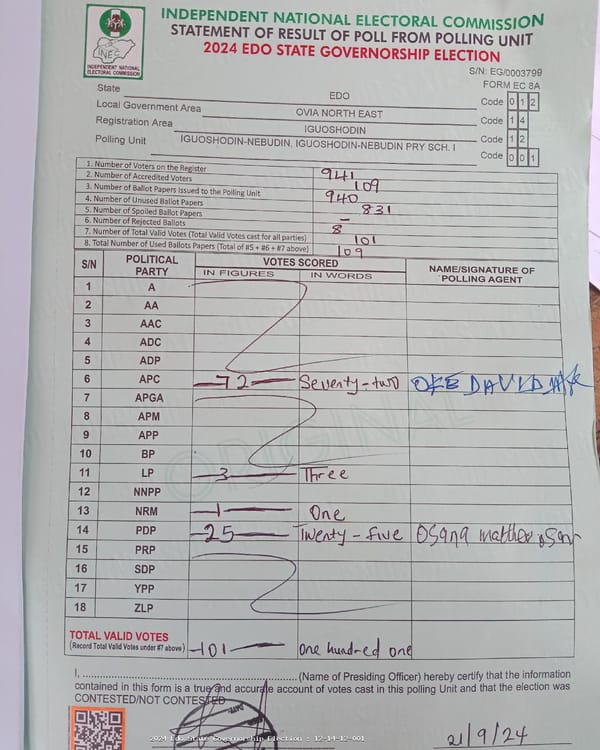 INDEPENDENT NATIONAL ELECTORAL COMMISSION
STATEMENT OF RESULT OF POLL FROM POLLING UNIT
2024 EDO STATE GOVERNORSHIP ELECTION
INEC
INDEPENDENT NATIONAL
ELECTORAL COMMISSION
S/N: EG/0003799
FORM EC 8A
State EDO Code 0 1 2
Local Government Area OVIA NORTH EAST Code 1 4
Registration Area IGUOSHODIN Code 1 2
Polling Unit IGUOSHODIN-NEBUDIN, IGUOSHODIN-NEBUDIN PRY SCH. I Code 0 0 1
1. Number of Voters on the Register 941
2. Number of Accredited Voters 109
3. Number of Ballot Papers Issued to the Polling Unit 940
4. Number of Unused Ballot Papers 831
5. Number of Spoiled Ballot Papers –
6. Number of Rejected Ballots 8
7. Number of Total Valid Votes (Total Valid Votes cast for all parties) 101
8. Total Number of Used Ballots Papers (Total of #5 + #6 + #7 above) 109
S/N POLITICAL PARTY VOTES SCORED NAME/SIGNATURE OF POLLING AGENT
IN FIGURES IN WORDS
1 A
2 AA
3 AAC
4 ADC
5 ADP
6 APC 72 Seventy-two OKE DAVID
7 APGA
8 APM
9 APP
10 BP
11 LP 3 Three
12 NNPP
13 NRM 1 One
14 PDP 25 Twenty-five Osana matthew
15 PRP
16 SDP
17 YPP
18 ZLP
ORIGINAL
TOTAL VALID VOTES 101 One hundred one
(Record Total Valid Votes under #7 above)
I, ....................(Name of Presiding Officer) hereby certify that the information
contained in this form is a true and accurate account of votes cast in this polling Unit and that the election was
CONTESTED/NOT CONTESTED
2024 Edo State Governorship Election : 12-14-12-001
21/9/24